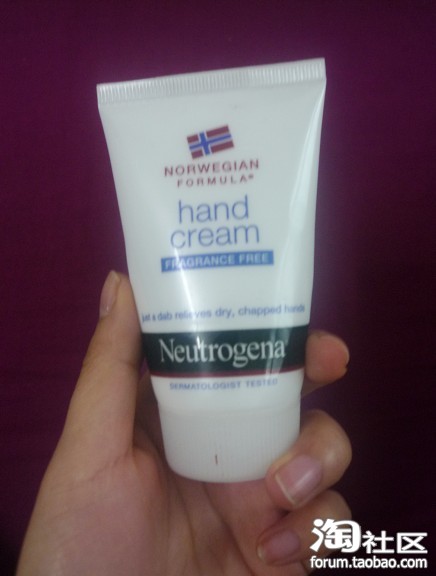 NORWEGIAN
FORMULA®
hand
cream
FRAGRANCE FREE
just a dab relieves dry, chapped hands
Neutrogena®
DERMATOLOGIST TESTED
淘社区
forum.taobao.com